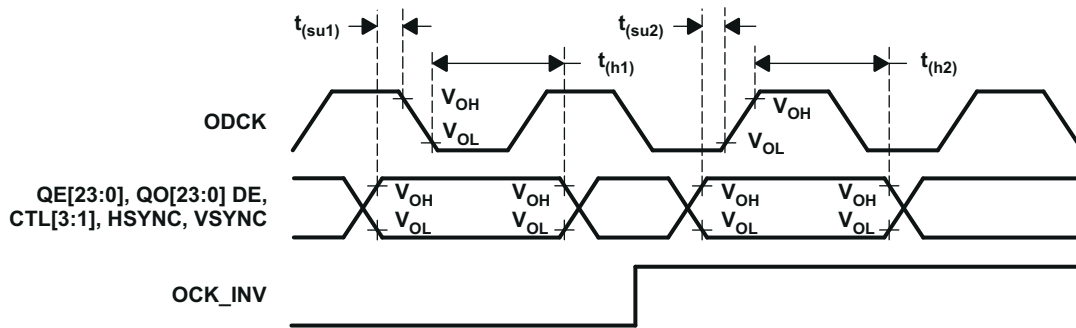 t(su1)
t(su2)
t(h1)
t(h2)
ODCK
VOH
VOL
VOH
VOL
QE[23:0], QO[23:0] DE,
CTL[3:1], HSYNC, VSYNC
VOH VOH VOH VOH
VOL VOL VOL VOL
OCK_INV